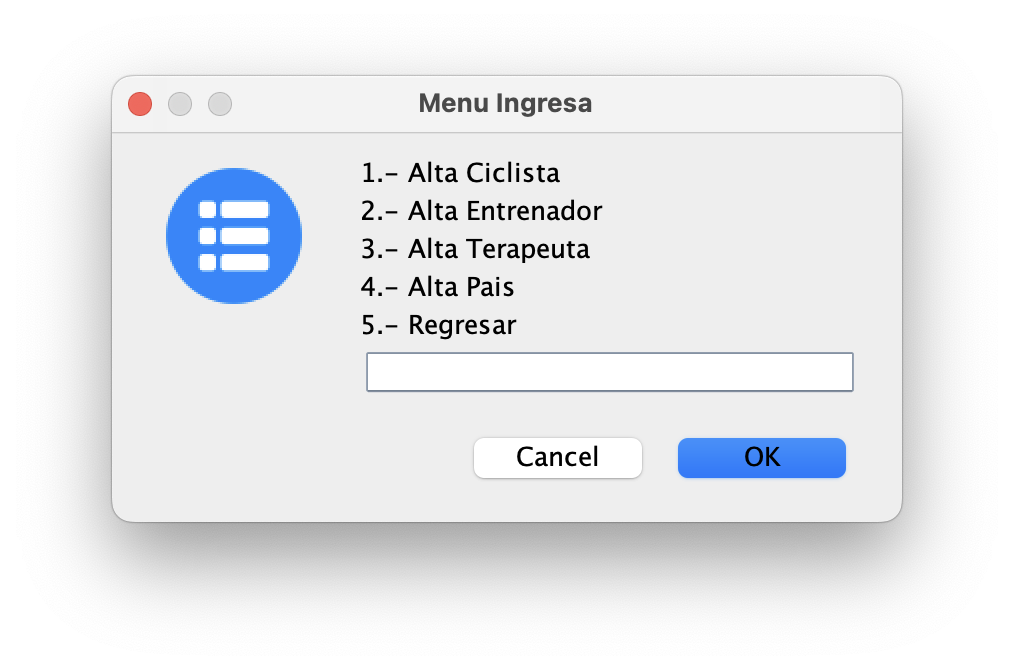 Menu Ingresa
1.- Alta Ciclista
2.- Alta Entrenador
3.- Alta Terapeuta
4.- Alta Pais
5.- Regresar
Cancel
OK